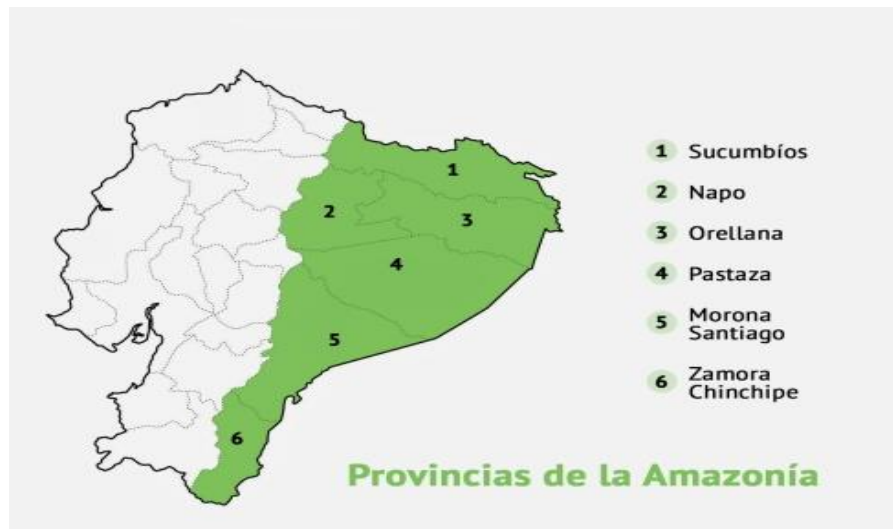 1
2
3
4
5
6
1 Sucumbíos
2 Napo
3 Orellana
4 Pastaza
5 Morona
Santiago
6 Zamora
Chinchipe
Provincias de la Amazonía